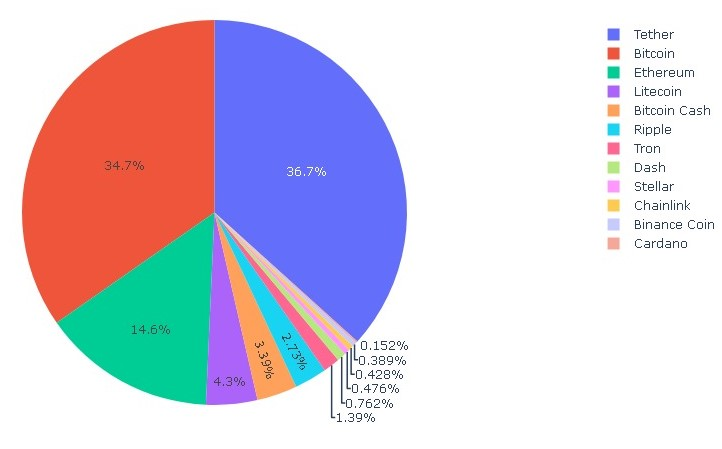 Tether
Bitcoin
Ethereum
Litecoin
Bitcoin Cash
Ripple
Tron
Dash
Stellar
Chainlink
Binance Coin
Cardano
34.7%
36.7%
14.6%
4.3%
3.39%
2.73%
0.152%
0.389%
0.428%
0.476%
0.762%
1.39%